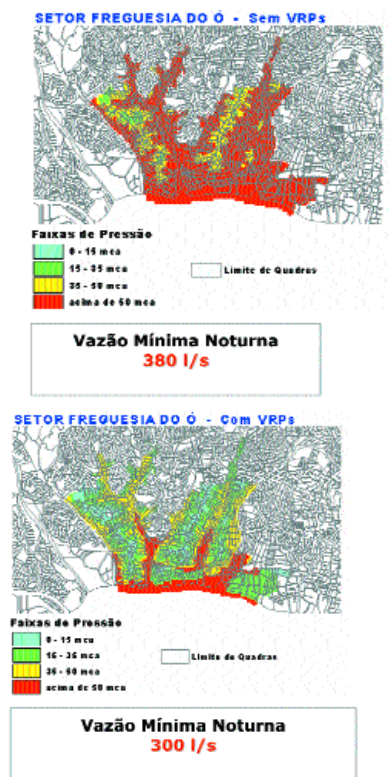 SETOR FREGUESIA DO Ó - Sem VRPs
Faixas de Pressão
0 - 15 mca
15 - 35 mca
35 - 50 mca
acima de 50 mca
Limite de Quadras
Vazão Mínima Noturna
380 l/s
SETOR FREGUESIA DO Ó - Com VRPs
Faixas de Pressão
0 - 15 mca
15 - 35 mca
35 - 50 mca
acima de 50 mca
Limite de Quadras
Vazão Mínima Noturna
300 l/s